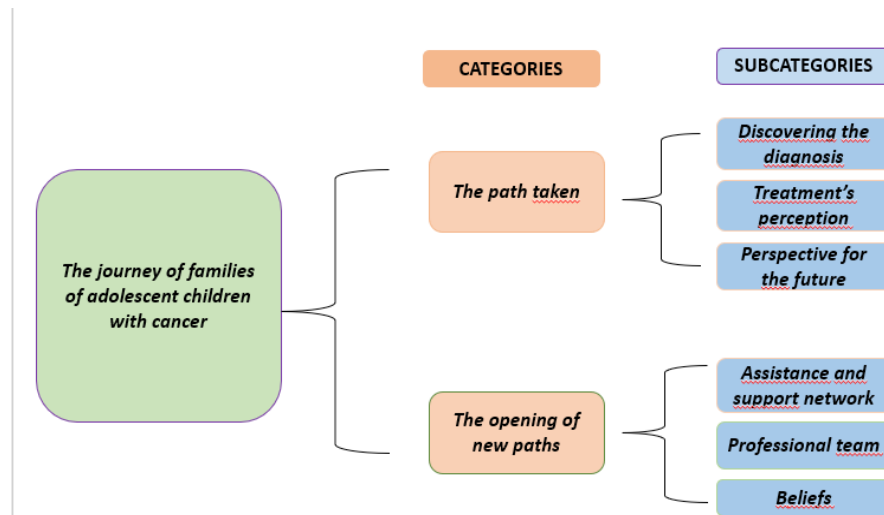 CATEGORIES
SUBCATEGORIES
The journey of families
of adolescent children
with cancer
The path taken
Discovering the
diagnosis
Treatment's
perception
Perspective for
the future
The opening of
new paths
Assistance and
support network
Professional team
Beliefs